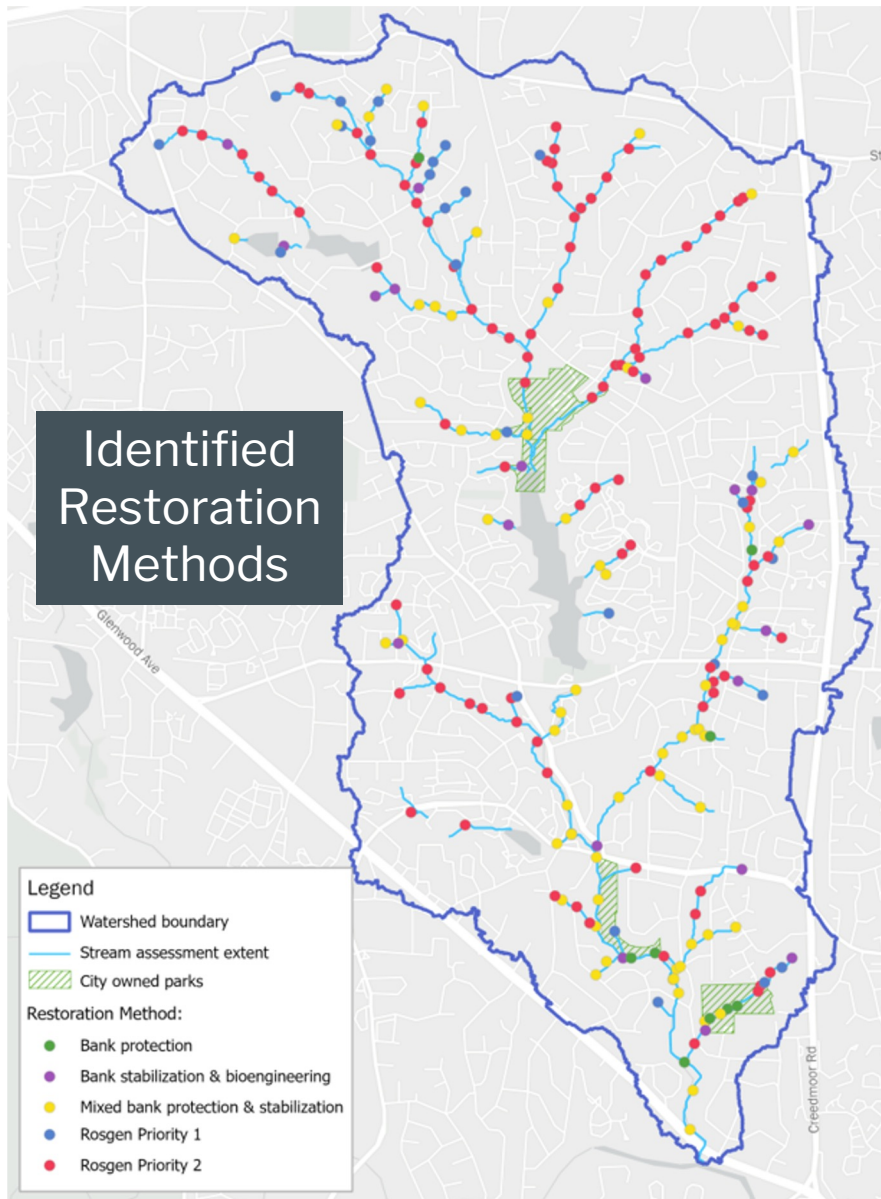 St
Identified
Restoration
Methods
Glenwood Ave
Creedmoor Rd
Legend
Watershed boundary
Stream assessment extent
City owned parks
Restoration Method:
Bank protection
Bank stabilization & bioengineering
Mixed bank protection & stabilization
Rosgen Priority 1
Rosgen Priority 2